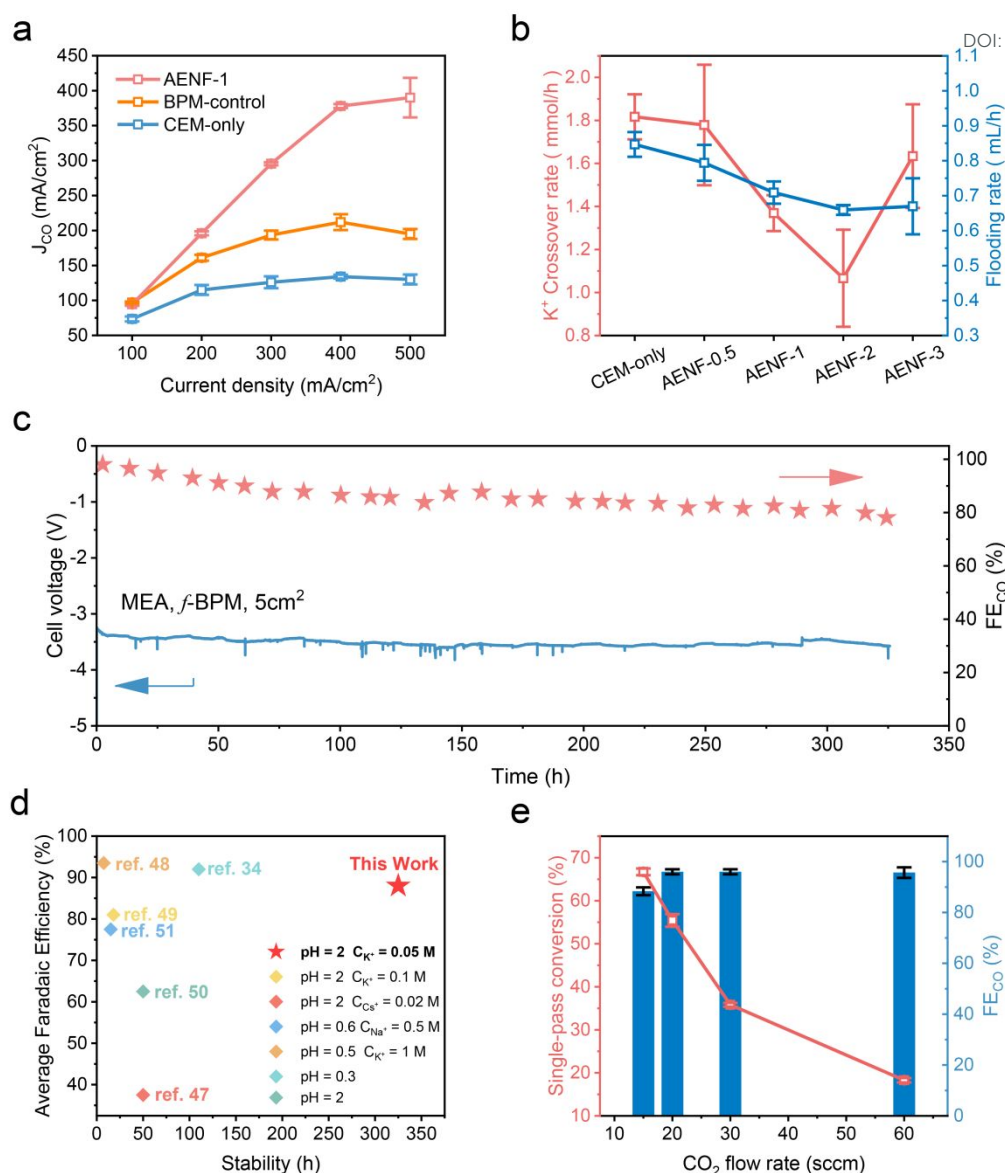 a
450
400
350
300
250
200
150
100
50
J_CO (mA/cm²)
AENF-1
BPM-control
CEM-only
100 200 300 400 500
Current density (mA/cm²)
b
DOI:
2.0
1.8
1.6
1.4
1.2
1.0
0.8
K⁺ Crossover rate ( mmol/h )
1.1
1.0
0.9
0.8
0.7
0.6
0.5
0.4
0.3
Flooding rate ( mL/h )
CEM-only AENF-0.5 AENF-1 AENF-2 AENF-3
c
0
-1
-2
-3
-4
-5
Cell voltage (V)
MEA, f-BPM, 5cm²
100
80
60
40
20
0
FE_CO (%)
0 50 100 150 200 250 300 350
Time (h)
d
100
90
80
70
60
50
40
Average Faradaic Efficiency (%)
ref. 48
ref. 34
This Work
ref. 49
ref. 51
ref. 50
ref. 47
pH = 2 C_K⁺ = 0.05 M
pH = 2 C_K⁺ = 0.1 M
pH = 2 C_Cs⁺ = 0.02 M
pH = 0.6 C_Na⁺ = 0.5 M
pH = 0.5 C_K⁺ = 1 M
pH = 0.3
pH = 2
0 50 100 150 200 250 300 350
Stability (h)
e
70
60
50
40
30
20
10
Single-pass conversion (%)
100
80
60
40
20
0
FE_CO (%)
10 20 30 40 50 60
CO₂ flow rate (sccm)